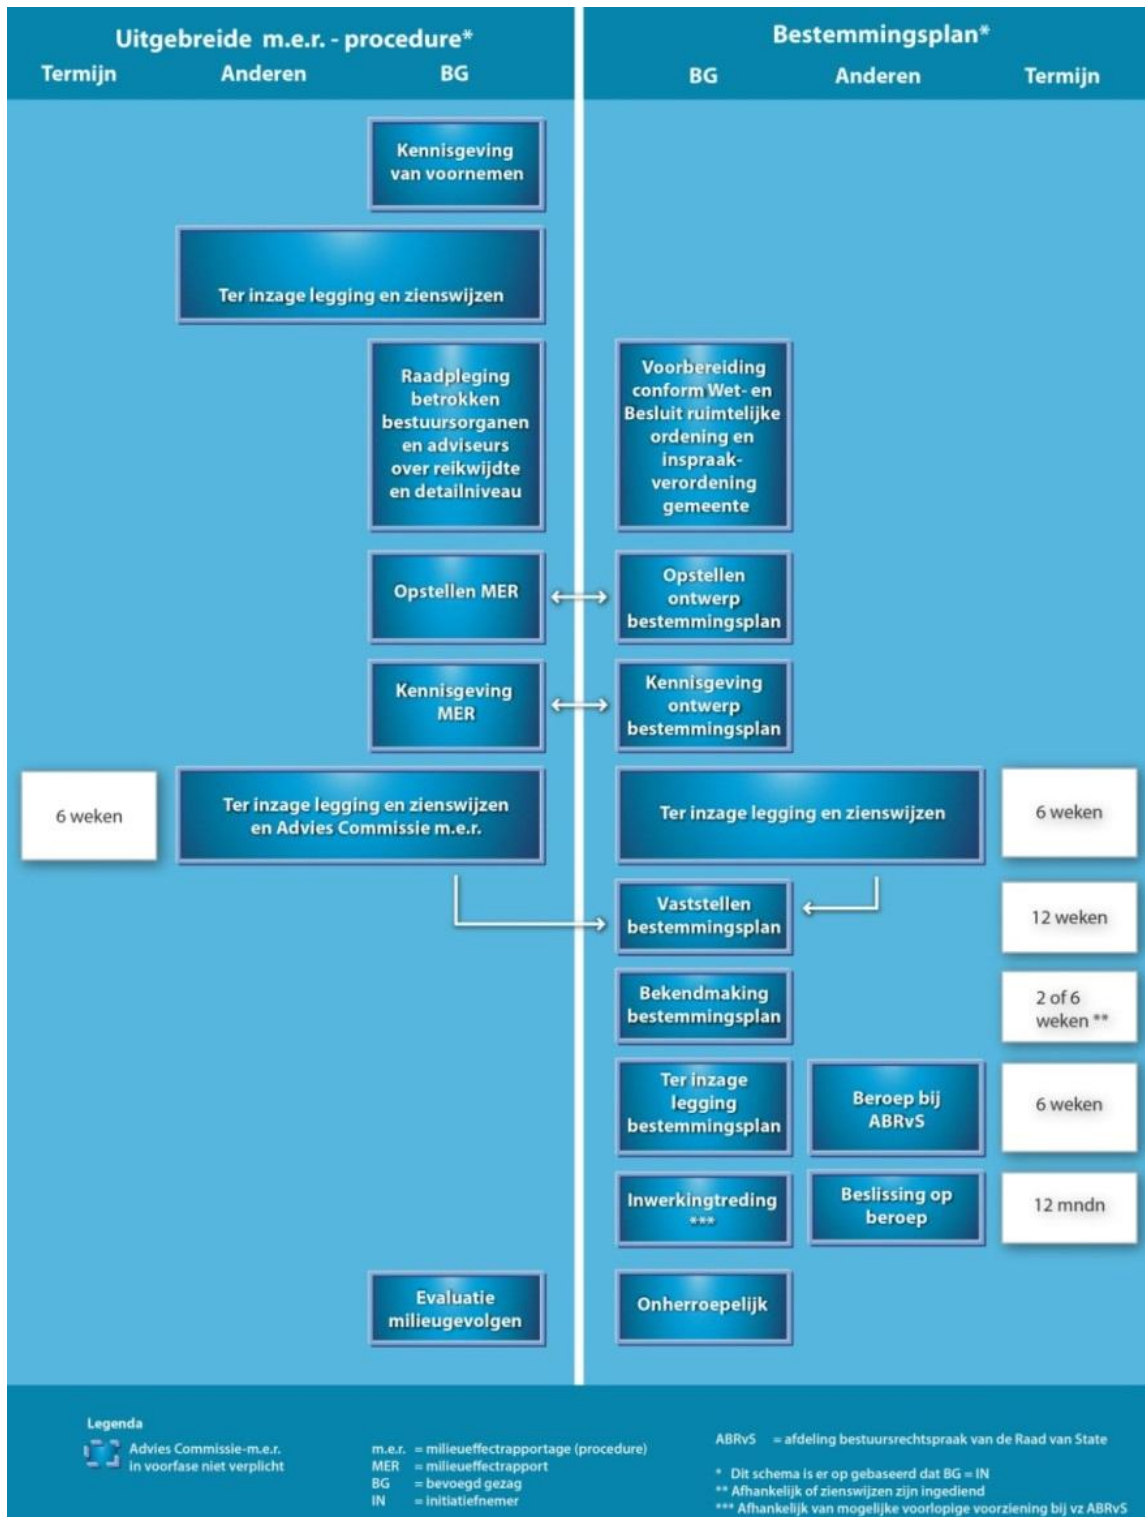 Uitgebreide m.e.r. - procedure*
Termijn
Anderen
BG
Bestemmingsplan*
BG
Anderen
Termijn
Kennisgeving
van voornemen
Ter inzage legging en zienswijzen
Raadpleging
betrokken
bestuursorganen
en adviseurs
over reikwijdte
en detailniveau
Voorbereiding
conform Wet- en
Besluit ruimtelijke
ordening en
inspraak-
verordening
gemeente
Opstellen MER
Opstellen
ontwerp
bestemmingsplan
Kennisgeving
MER
Kennisgeving
ontwerp
bestemmingsplan
6 weken
Ter inzage legging en zienswijzen
en Advies Commissie m.e.r.
Ter inzage legging en zienswijzen
6 weken
Vaststellen
bestemmingsplan
12 weken
Bekendmaking
bestemmingsplan
2 of 6
weken **
Ter inzage
legging
bestemmingsplan
Beroep bij
ABRvS
6 weken
Inwerkingtreding
***
Beslissing op
beroep
12 mndn
Evaluatie
milieugevolgen
Onherroepelijk
Legenda
Advies Commissie-m.e.r.
in voorfase niet verplicht
m.e.r. = milieueffectrapportage (procedure)
MER = milieueffectrapport
BG = bevoegd gezag
IN = initiatiefnemer
ABRvS = afdeling bestuursrechtspraak van de Raad van State
* Dit schema is er op gebaseerd dat BG = IN
** Afhankelijk of zienswijzen zijn ingediend
*** Afhankelijk van mogelijke voorlopige voorziening bij vz ABRvS